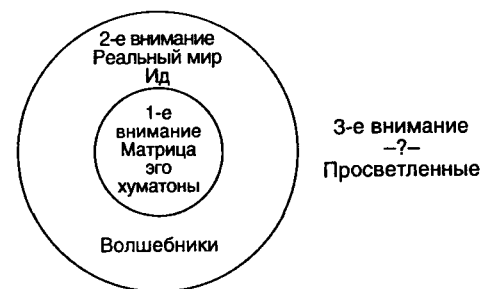 2-е внимание
Реальный мир
Ид
1-е
внимание
Матрица
эго
хуматоны
Волшебники
3-е внимание
–?–
Просветленные